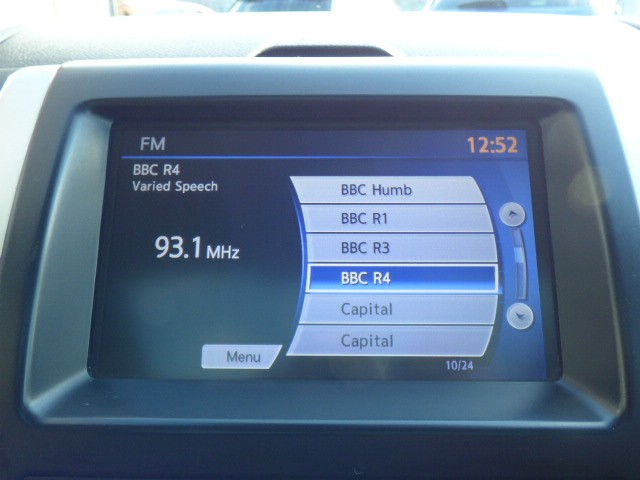 FM
12:52
BBC R4
Varied Speech
93.1 MHz
BBC Humb
BBC R1
BBC R3
BBC R4
Capital
Capital
Menu
10/24